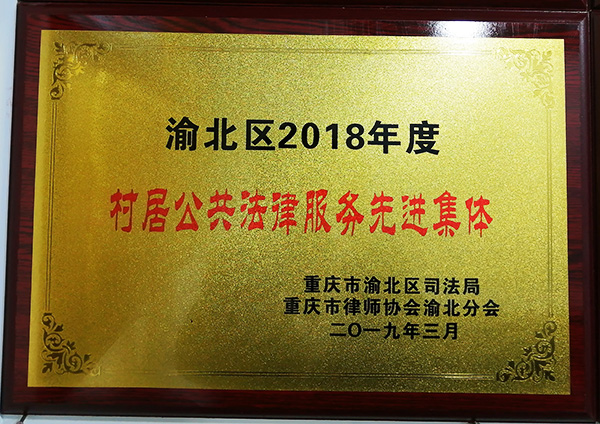 渝北区2018年度
村居公共法律服务先进集体
重庆市渝北区司法局
重庆市律师协会渝北分会
二〇一九年三月